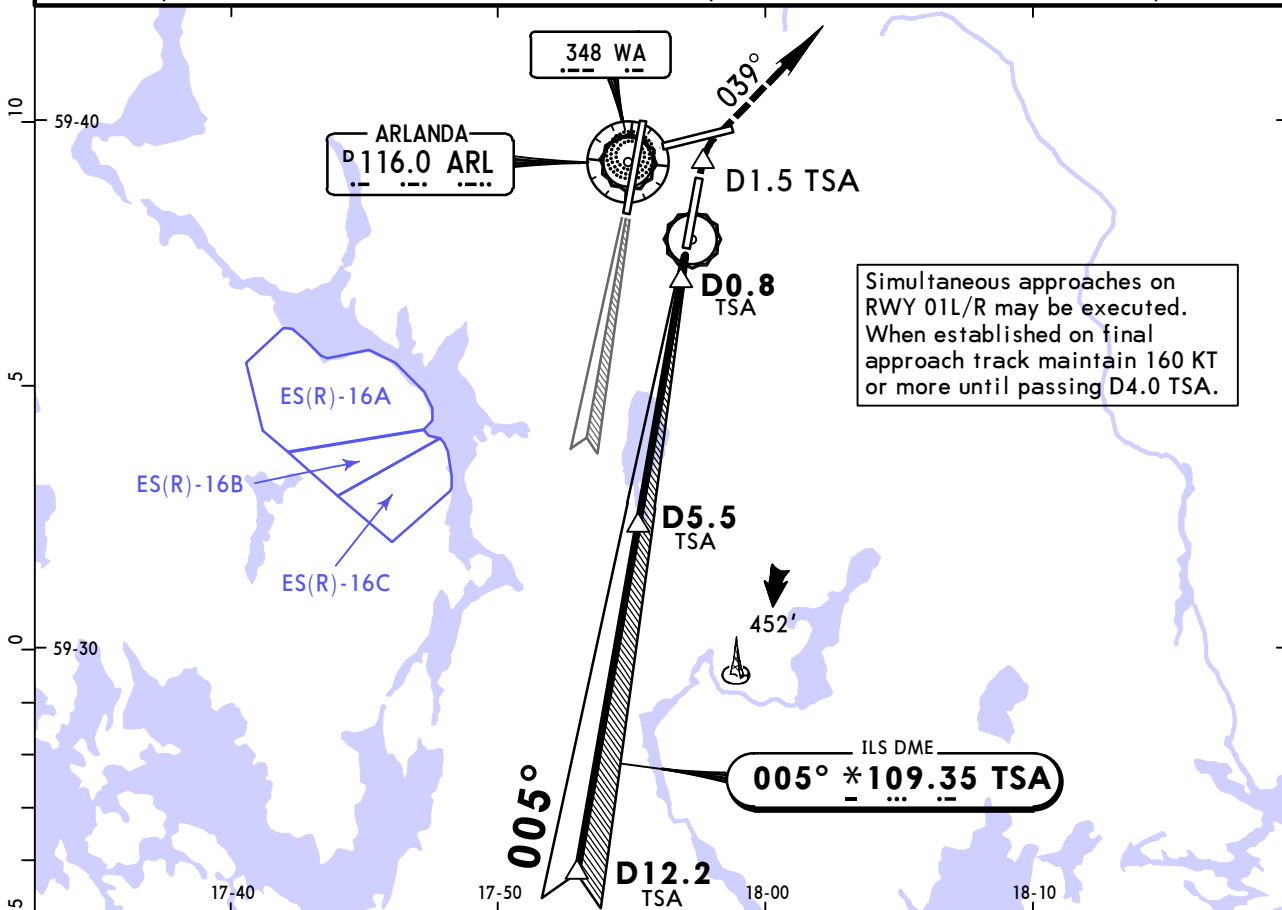 348 WA
039°
10
59-40
ARLANDA
D 116.0 ARL
D1.5 TSA
D0.8
TSA
Simultaneous approaches on
RWY 01L/R may be executed.
When established on final
approach track maintain 160 KT
or more until passing D4.0 TSA.
5
ES(R)-16A
ES(R)-16B
D5.5
TSA
ES(R)-16C
452'
0
59-30
ILS DME
005° *109.35 TSA
005°
D12.2
TSA
5
17-40
17-50
18-00
18-10